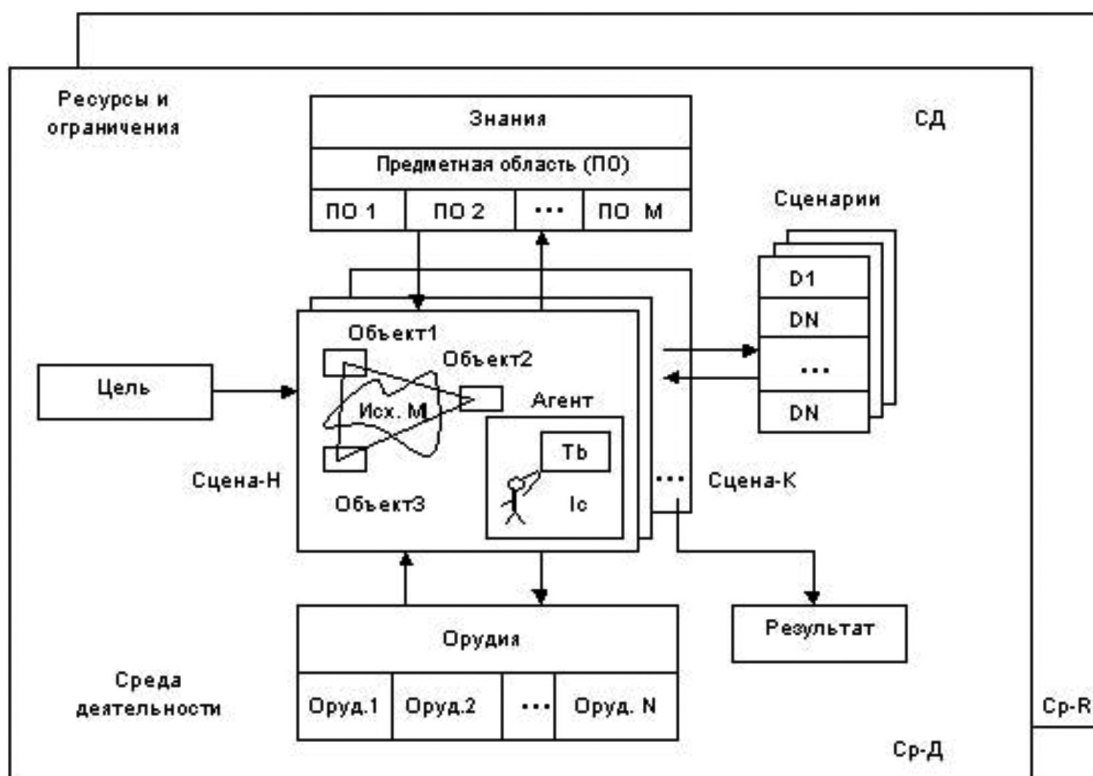 Ресурсы и
ограничения
Знания
СД
Предметная область (ПО)
ПО 1 ПО 2 ... ПО М
Сценарии
D1
DN
...
DN
Объект1
Объект2
Цель
Исх. М
Агент
Tb
Ic
Сцена-Н
Объект3
... Сцена-К
Орудия
Результат
Оруд.1 Оруд.2 ... Оруд. N
Среда
деятельности
Ср-R
Ср-Д